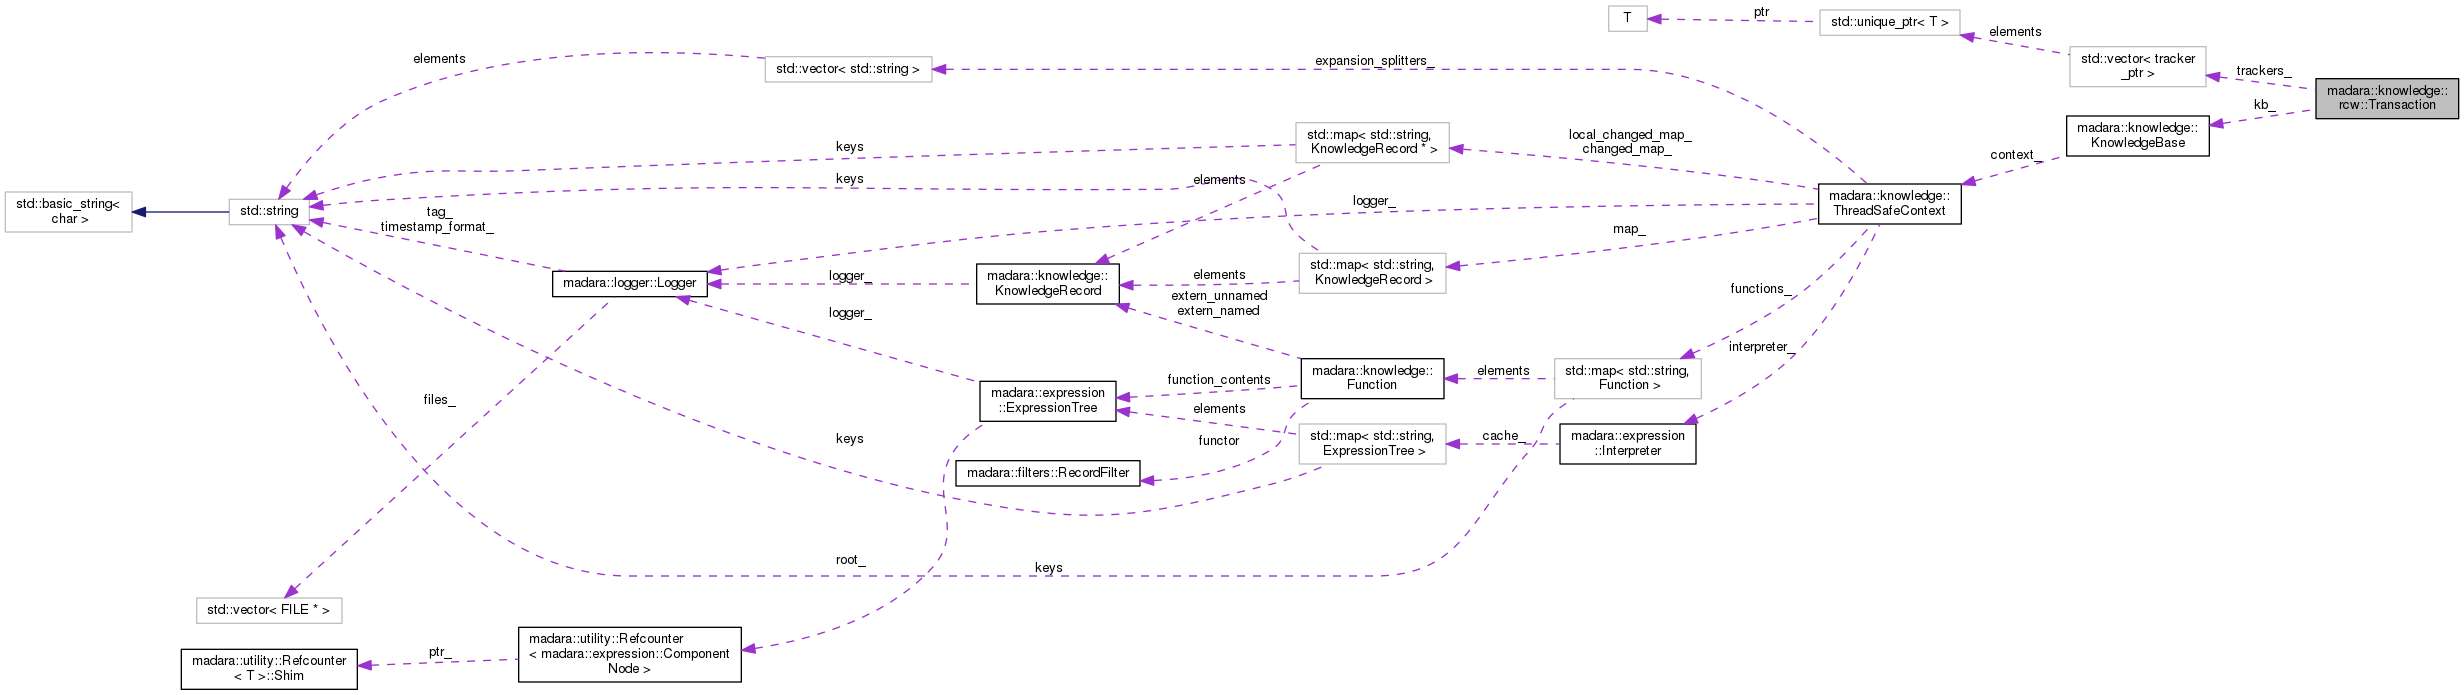 T
ptr
std::unique_ptr< T >
elements
std::vector< tracker
_ptr >
trackers_
madara::knowledge::
rcw::Transaction
kb_
elements
std::vector< std::string >
expansion_splitters_
madara::knowledge::
KnowledgeBase
context_
std::map< std::string,
KnowledgeRecord * >
local_changed_map_
changed_map_
keys
keys
elements
madara::knowledge::
ThreadSafeContext
logger_
map_
std::basic_string<
char >
std::string
tag_
timestamp_format_
madara::logger::Logger
logger_
madara::knowledge::
KnowledgeRecord
elements
std::map< std::string,
KnowledgeRecord >
extern_unnamed
extern_named
logger_
functions_
interpreter_
files_
madara::expression
::ExpressionTree
function_contents
madara::knowledge::
Function
elements
std::map< std::string,
Function >
elements
functor
std::map< std::string,
ExpressionTree >
cache_
madara::expression
::Interpreter
keys
madara::filters::RecordFilter
root_
keys
std::vector< FILE * >
madara::utility::Refcounter
< T >::Shim
ptr_
madara::utility::Refcounter
< madara::expression::Component
Node >